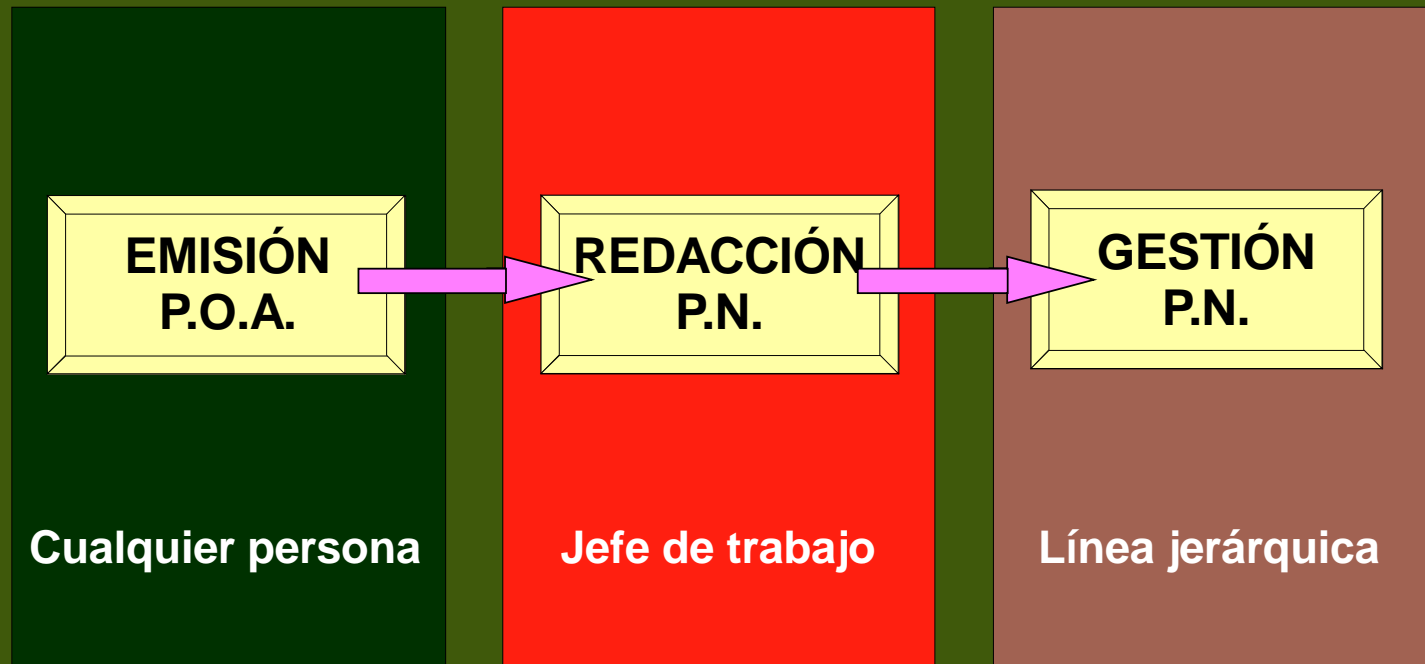 EMISIÓN
P.O.A.
Cualquier persona
REDACCIÓN
P.N.
Jefe de trabajo
GESTIÓN
P.N.
Línea jerárquica